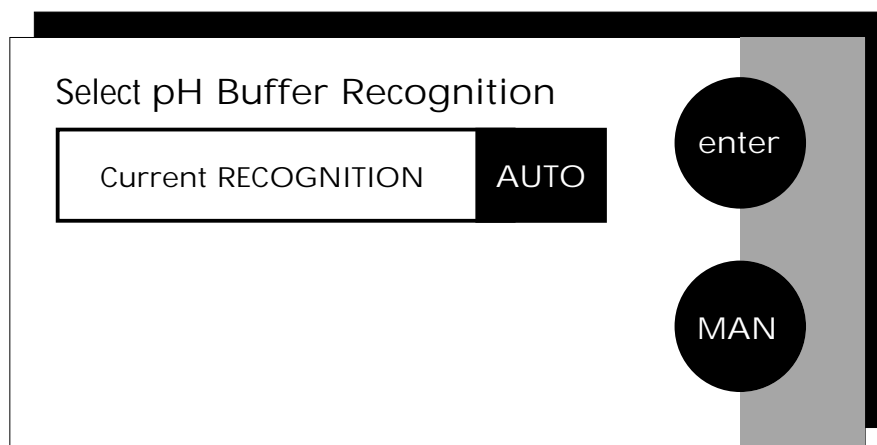 Select pH Buffer Recognition
Current RECOGNITION AUTO
enter
MAN